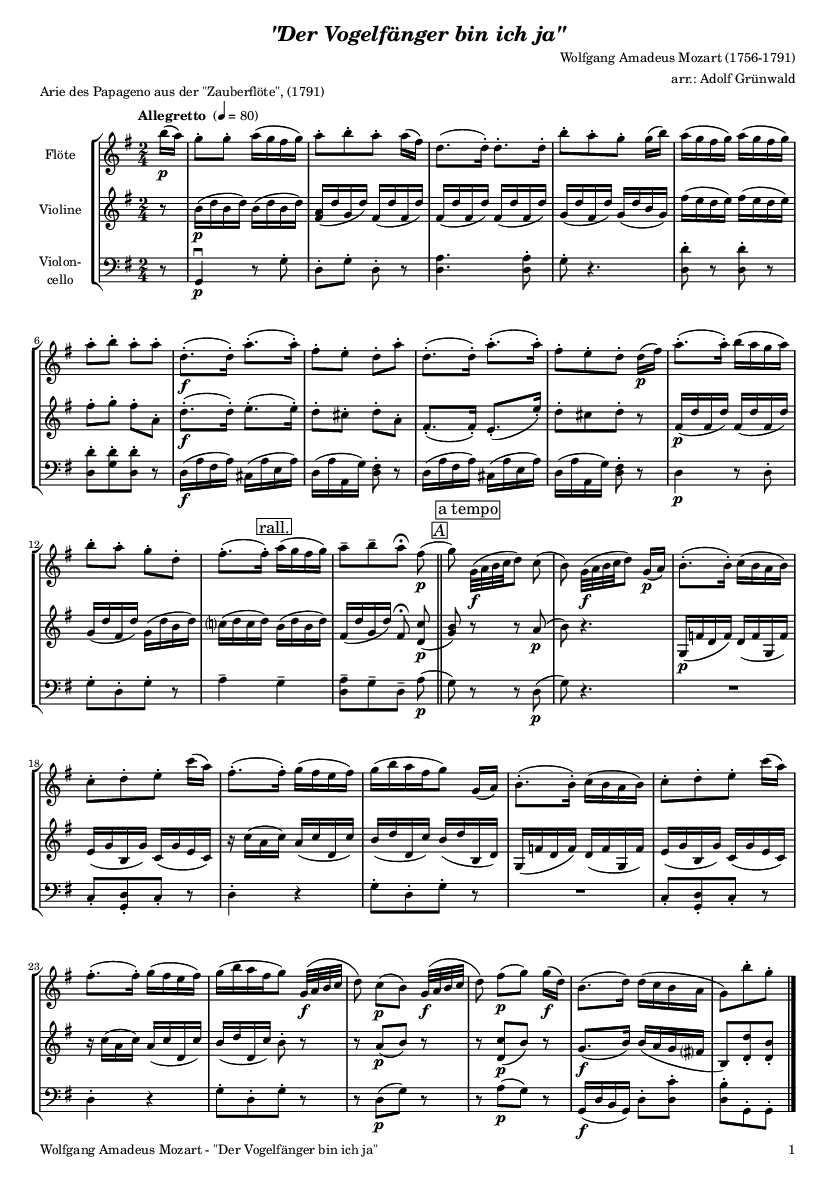 "Der Vogelfänger bin ich ja"
Wolfgang Amadeus Mozart (1756-1791)
arr.: Adolf Grünwald
Arie des Papageno aus der "Zauberflöte", (1791)
Allegretto (♩= 80)
Flöte
p
Violine
p
Violon-
cello
p
6
f
p
f
p
f
p
a tempo
12
rall.
A
p
f
f
p
p
p
p
p
p
18
23
f
p
f
p
f
p
p
f
p
p
f
Wolfgang Amadeus Mozart - "Der Vogelfänger bin ich ja"
1